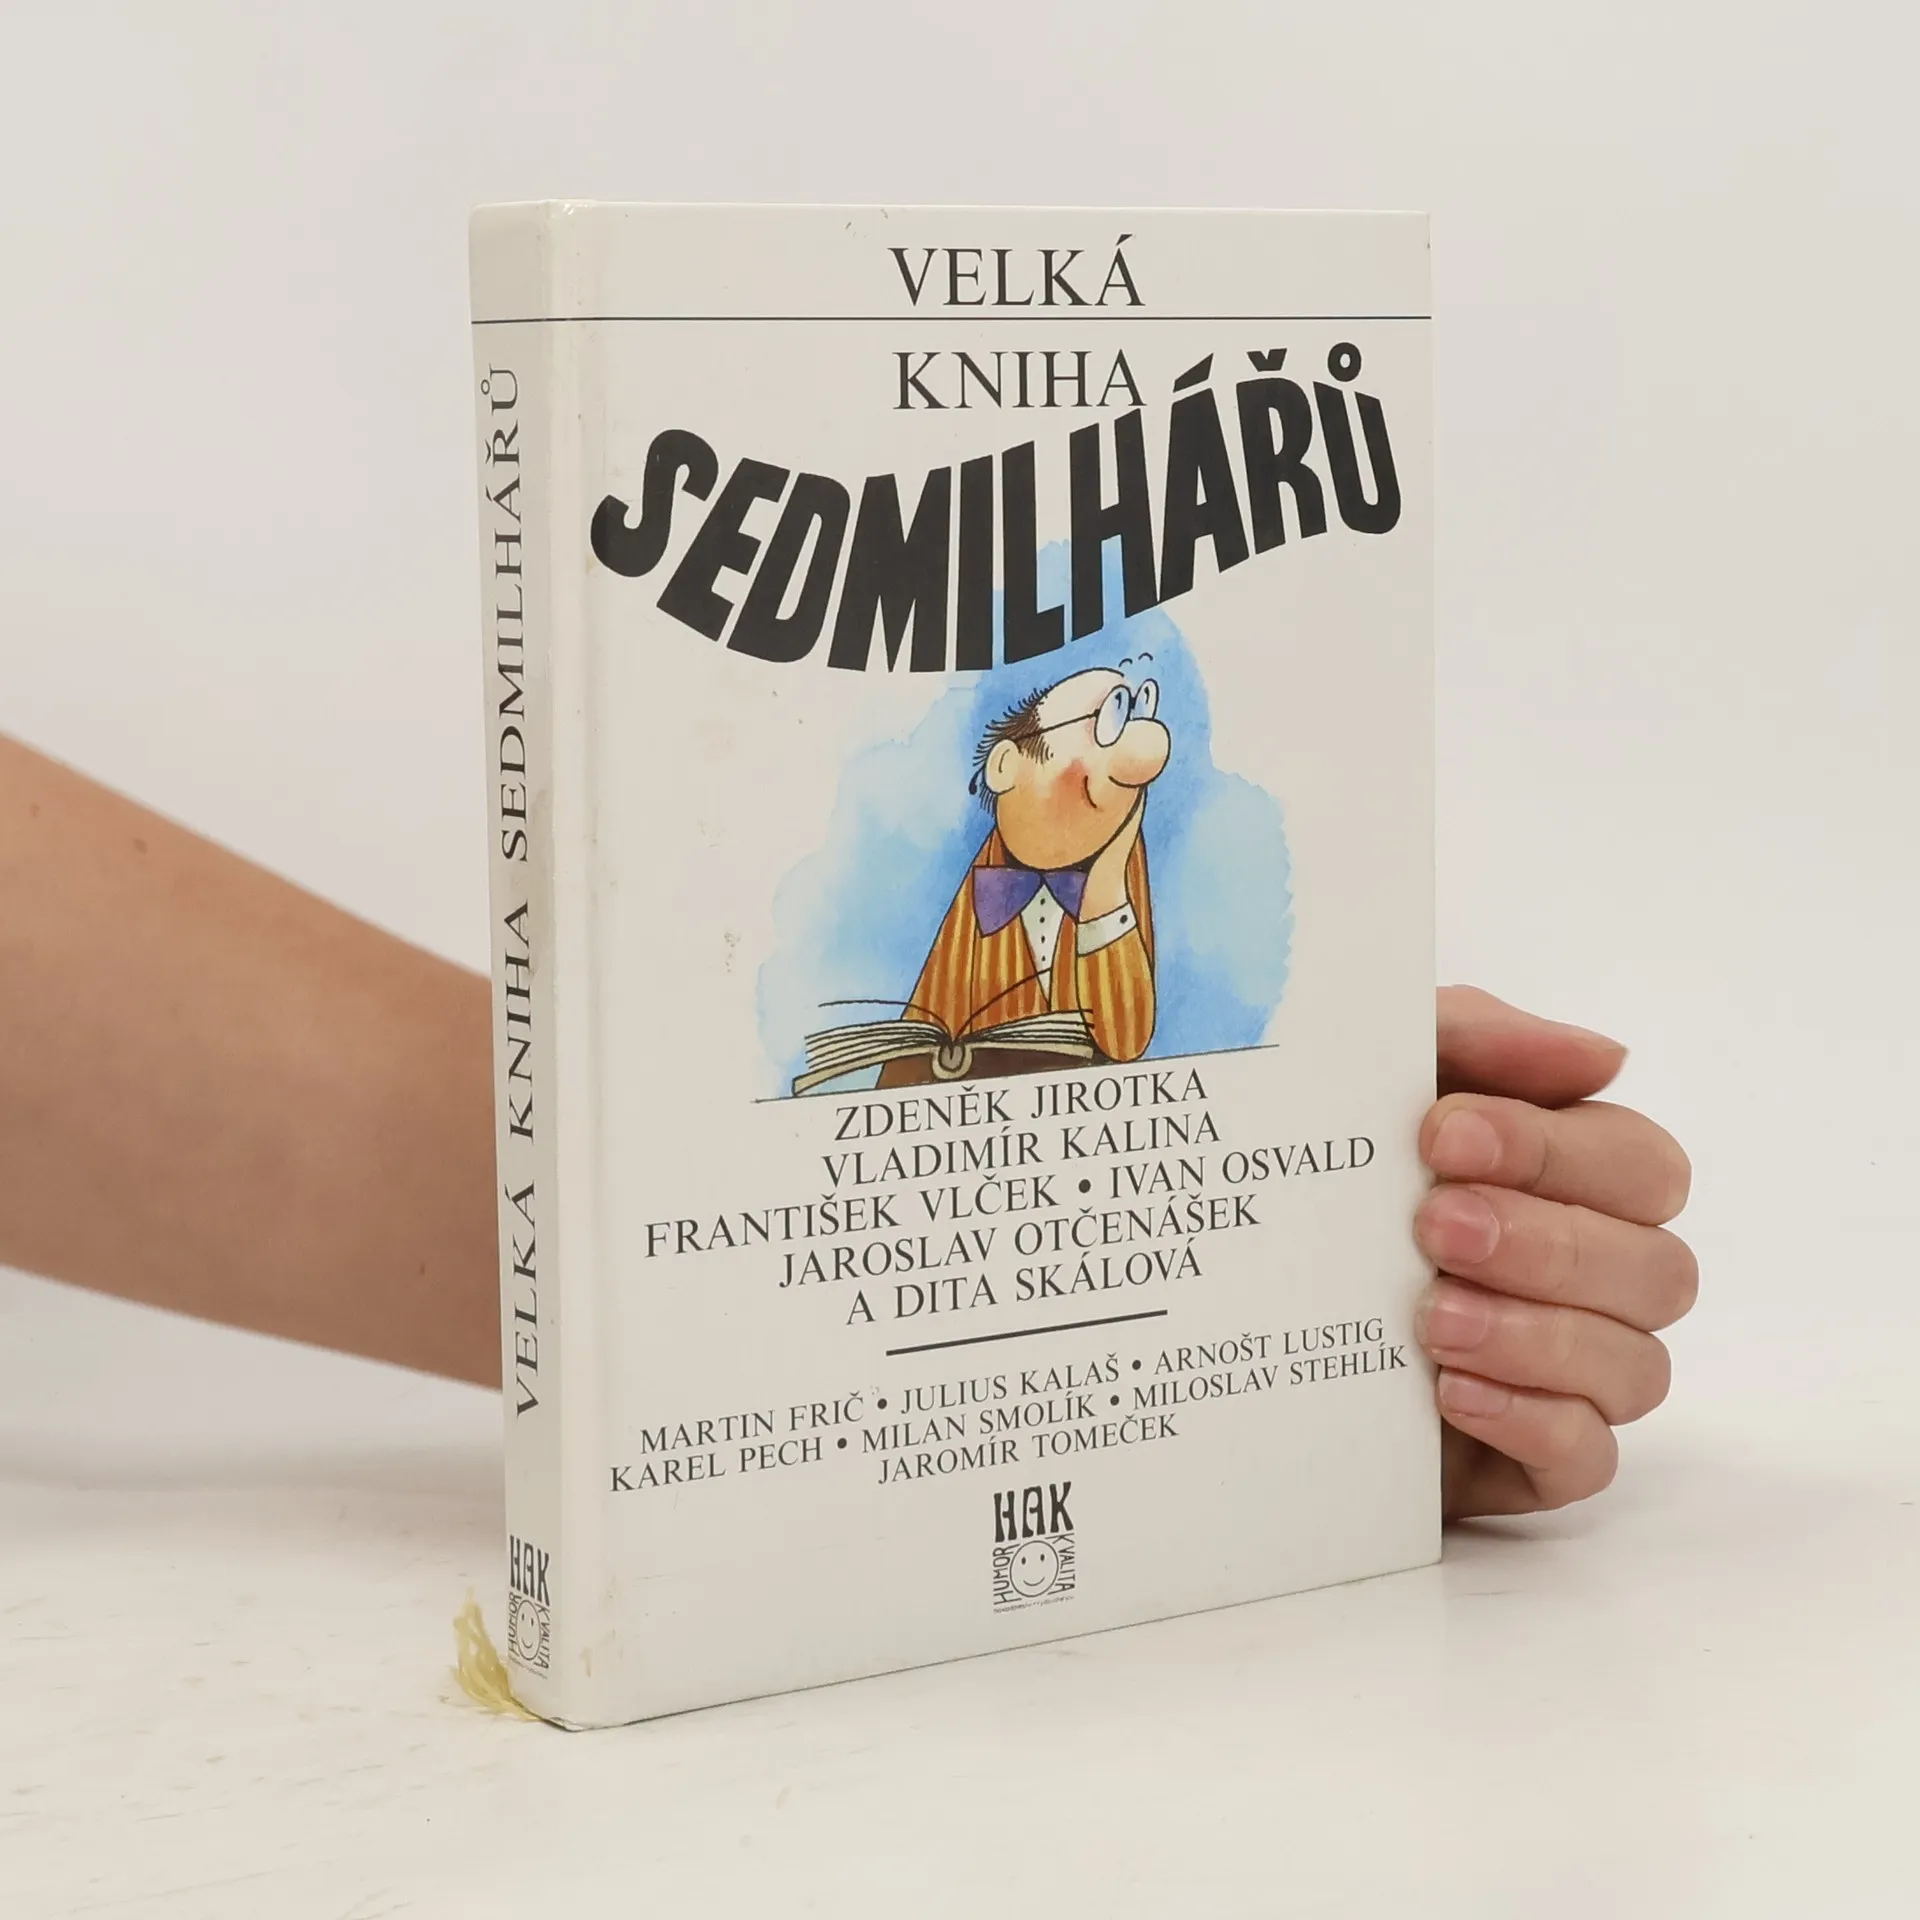 VELKÁ
KNIHA
SEDMILHÁŘŮ
ZDENĚK JIROTKA
VLADIMÍR KALINA
FRANTIŠEK VLČEK • IVAN OSVALD
JAROSLAV OTČENÁŠEK
A DITA SKÁLOVÁ
MARTIN FRIČ • JULIUS KALAŠ • ARNOŠT LUSTIG
KAREL PECH • MILAN SMOLÍK • MILOSLAV STEHLÍK
JAROMÍR TOMEČEK
HAK
HUMOR
KVALITA
VELKÁ KNIHA SEDMILHÁŘŮ
HAK
HUMOR
KVALITA